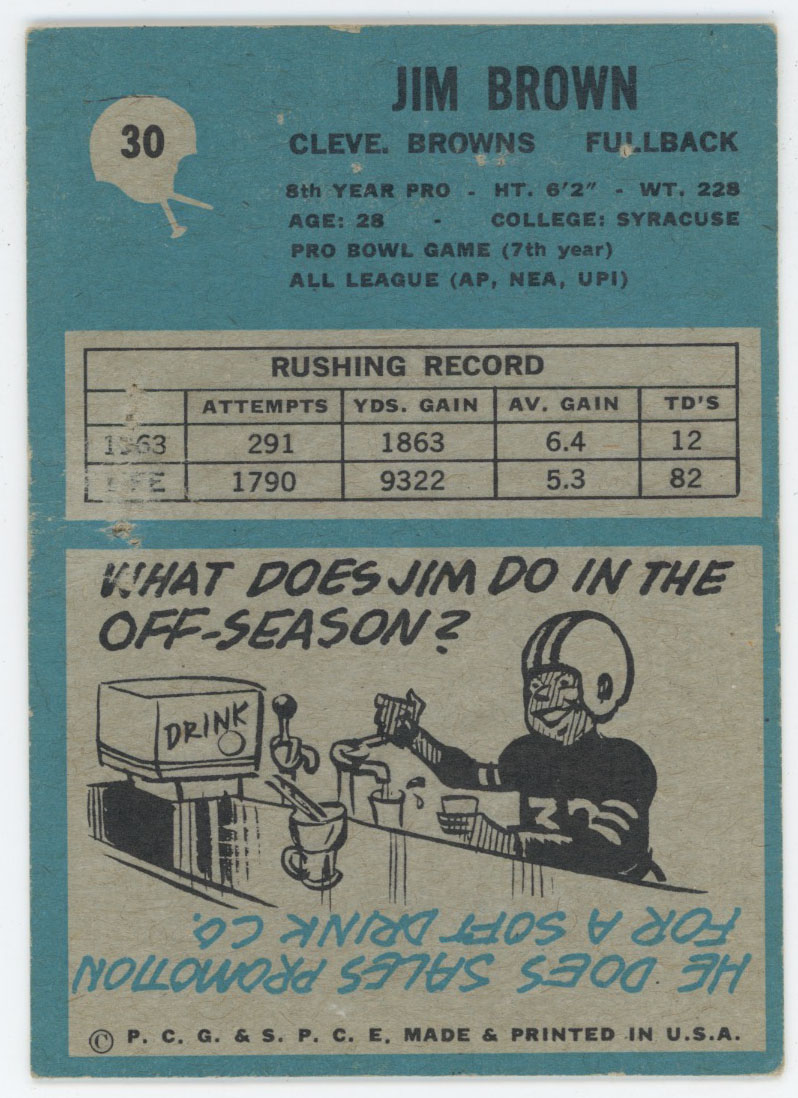 30
JIM BROWN
CLEVE. BROWNS FULLBACK
8th YEAR PRO - HT. 6'2" - WT. 228
AGE: 28 - COLLEGE: SYRACUSE
PRO BOWL GAME (7th year)
ALL LEAGUE (AP, NEA, UPI)
RUSHING RECORD
ATTEMPTS YDS. GAIN AV. GAIN TD'S
1963 291 1863 6.4 12
LIFE 1790 9322 5.3 82
WHAT DOES JIM DO IN THE
OFF-SEASON?
DRINK
HE DOES SALES PROMOTION
FOR A SOFT DRINK CO.
© P. C. G. & S. P. C. E. MADE & PRINTED IN U.S.A.